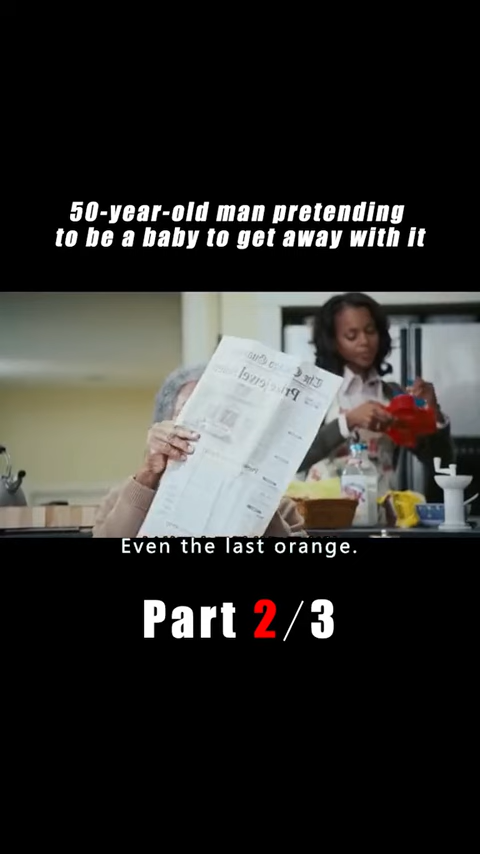 50-year-old man pretending
to be a baby to get away with it
Even the last orange.
Part 2/3